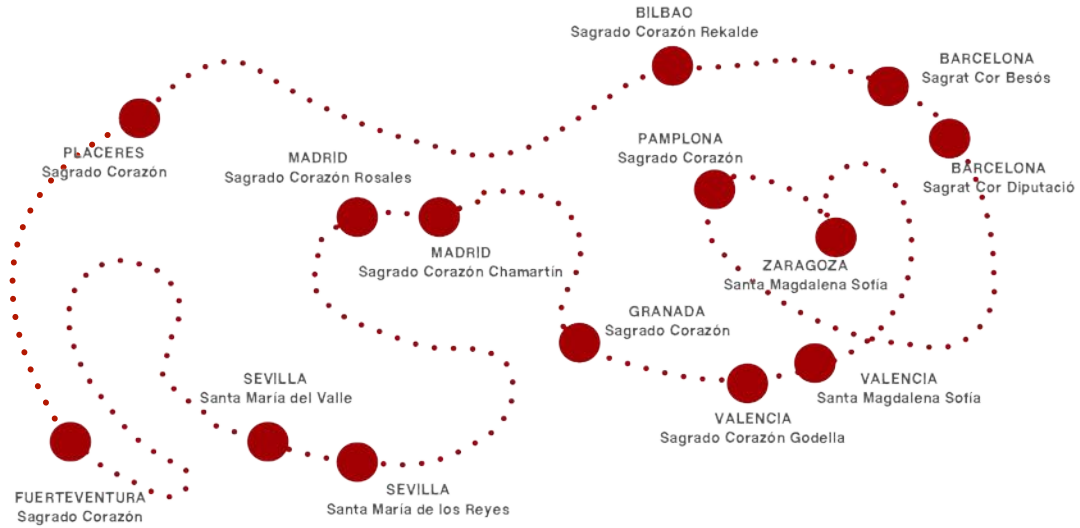 BILBAO
Sagrado Corazón Rekalde
BARCELONA
Sagrat Cor Besós
PLACERES
Sagrado Corazón
MADRID
Sagrado Corazón Rosales
PAMPLONA
Sagrado Corazón
BARCELONA
Sagrat Cor Diputació
MADRID
Sagrado Corazón Chamartín
ZARAGOZA
Santa Magdalena Sofía
GRANADA
Sagrado Corazón
SEVILLA
Santa María del Valle
VALENCIA
Santa Magdalena Sofía
VALENCIA
Sagrado Corazón Godella
FUERTEVENTURA
Sagrado Corazón
SEVILLA
Santa María de los Reyes